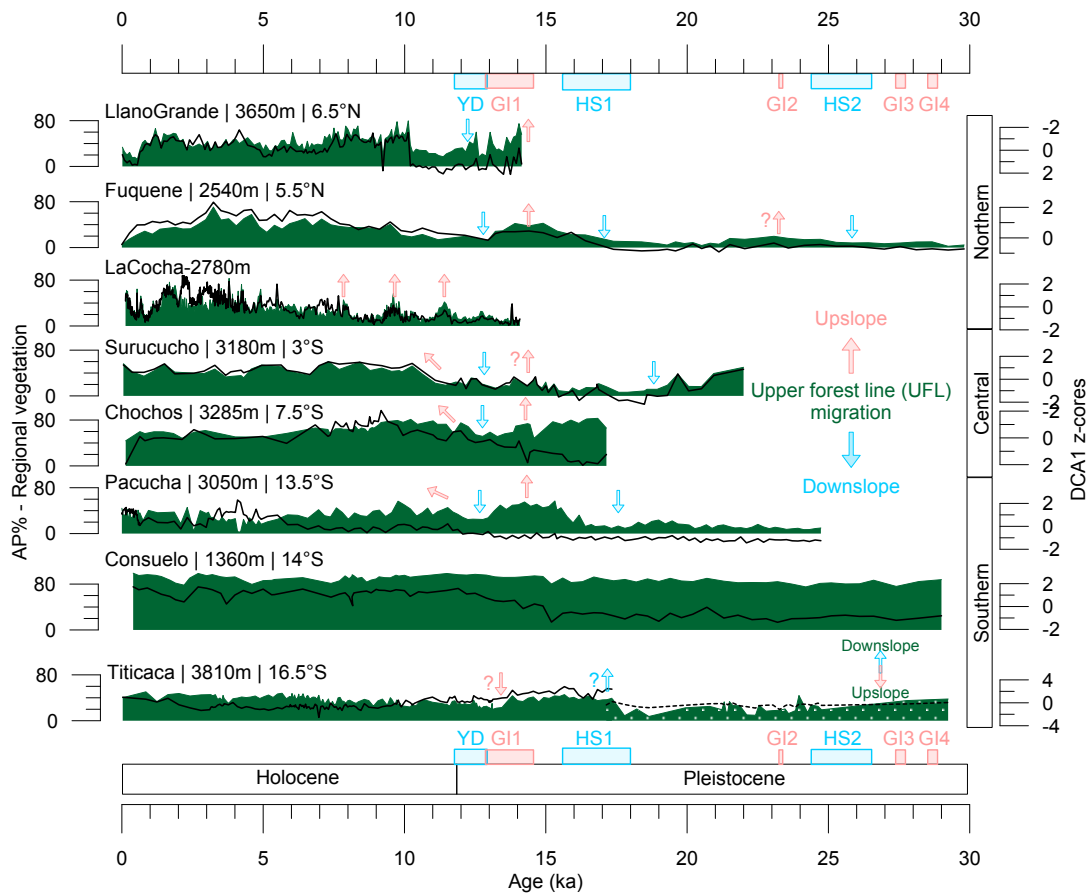 0 5 10 15 20 25 30
YD GI1 HS1 GI2 HS2 GI3 GI4
LlanoGrande | 3650m | 6.5°N
80
0
-2
0
2
Fuquene | 2540m | 5.5°N
80
0
?
2
0
Northern
LaCocha-2780m
80
0
2
0
-2
Upslope
Surucucho | 3180m | 3°S
80
0
?
2
0
-2
Upper forest line (UFL)
migration
Central
Chochos | 3285m | 7.5°S
80
0
-2
0
2
Downslope
Pacucha | 3050m | 13.5°S
80
0
2
0
-2
Consuelo | 1360m | 14°S
80
0
2
0
-2
Southern
Downslope
Upslope
Titicaca | 3810m | 16.5°S
80
0
?
?
4
0
-4
AP% - Regional vegetation
DCA1 z-cores
YD GI1 HS1 GI2 HS2 GI3 GI4
Holocene Pleistocene
0 5 10 15 20 25 30
Age (ka)